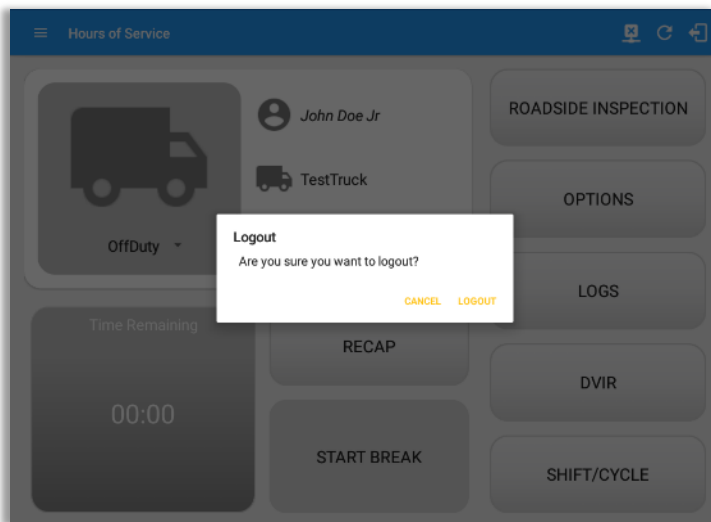 Hours of Service
John Doe Jr
TestTruck
OffDuty
Logout
Are you sure you want to logout?
CANCEL LOGOUT
Time Remaining
00:00
RECAP
START BREAK
ROADSIDE INSPECTION
OPTIONS
LOGS
DVIR
SHIFT/CYCLE